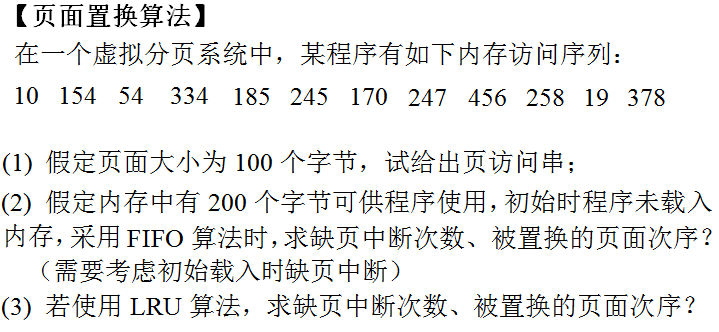 【页面置换算法】
在一个虚拟分页系统中，某程序有如下内存访问序列：
10 154 54 334 185 245 170 247 456 258 19 378
(1) 假定页面大小为 100 个字节，试给出页访问串；
(2) 假定内存中有 200 个字节可供程序使用，初始时程序未载入
内存，采用 FIFO 算法时，求缺页中断次数、被置换的页面次序？
（需要考虑初始载入时缺页中断）
(3) 若使用 LRU 算法，求缺页中断次数、被置换的页面次序？